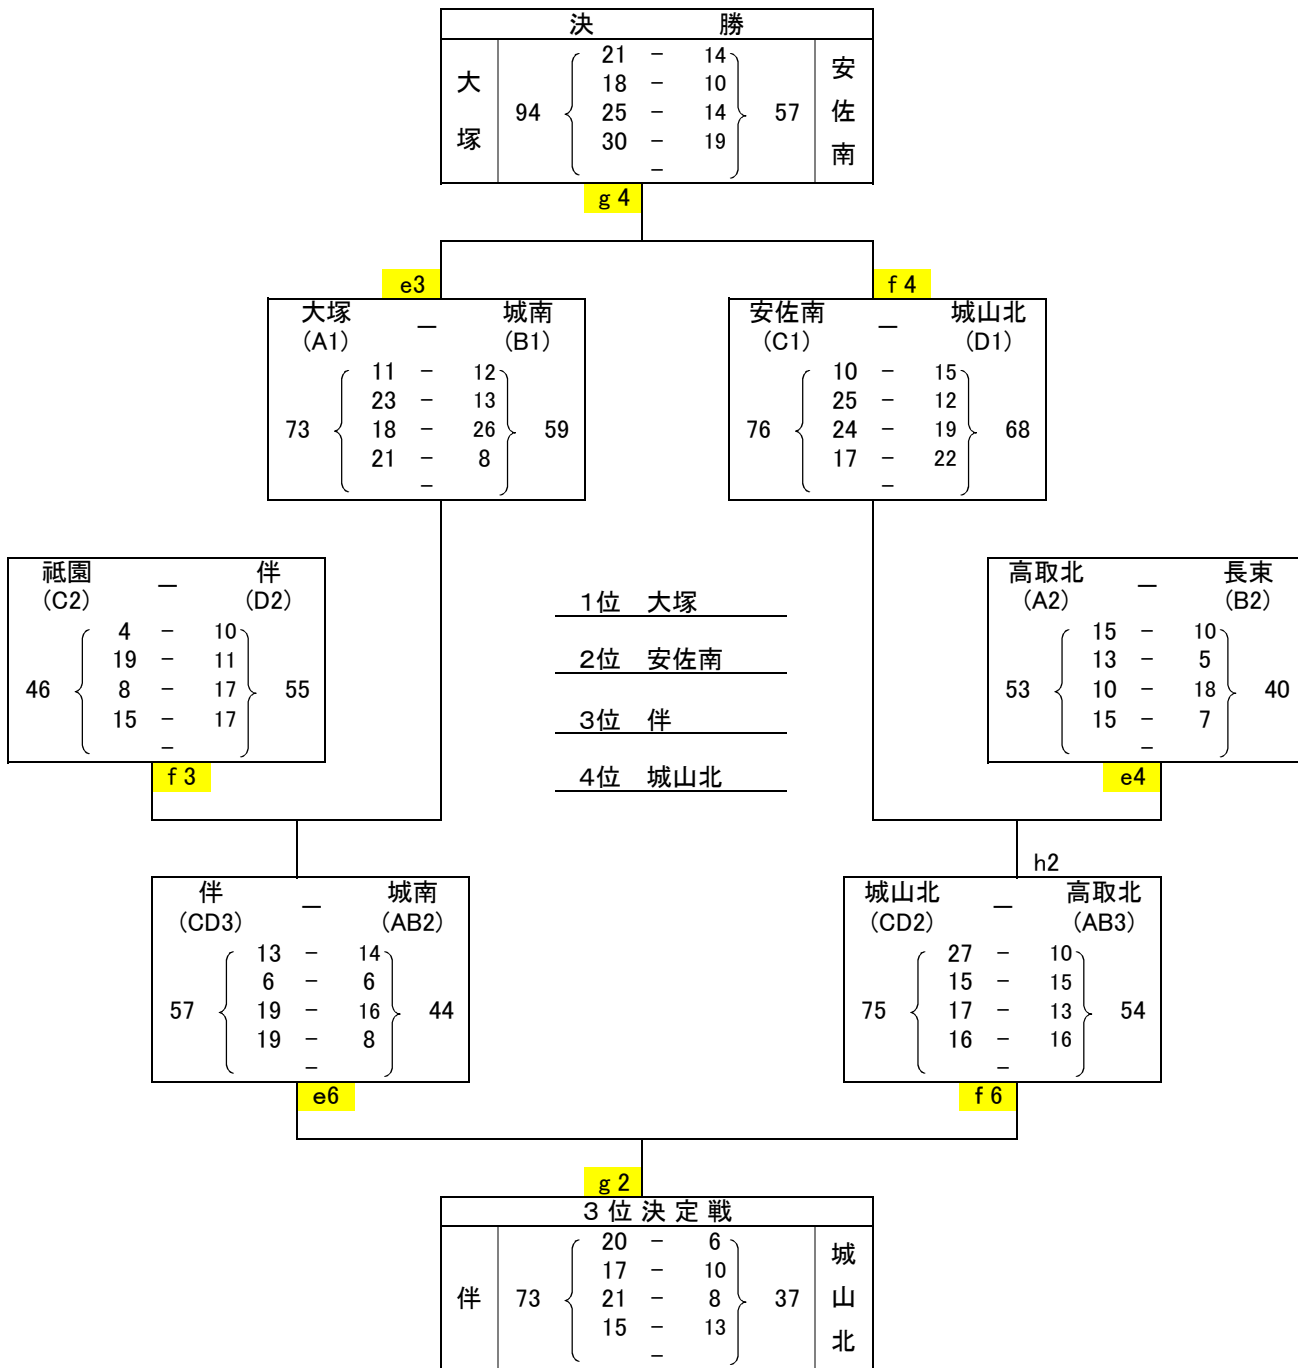 決 勝
大塚 94 57 安佐南
21 － 14
18 － 10
25 － 14
30 － 19
－
g 4
e3
f 4
大塚 － 城南
(A1) (B1)
11 － 12
23 － 13
73 18 － 26 59
21 － 8
－
安佐南 － 城山北
(C1) (D1)
10 － 15
25 － 12
76 24 － 19 68
17 － 22
－
祗園 － 伴
(C2) (D2)
4 － 10
19 － 11
46 8 － 17 55
15 － 17
－
f 3
1位 大塚
2位 安佐南
3位 伴
4位 城山北
高取北 － 長束
(A2) (B2)
15 － 10
13 － 5
53 10 － 18 40
15 － 7
－
e4
伴 － 城南
(CD3) (AB2)
13 － 14
6 － 6
57 19 － 16 44
19 － 8
－
e6
h2
城山北 － 高取北
(CD2) (AB3)
27 － 10
15 － 15
75 17 － 13 54
16 － 16
－
f 6
g 2
3 位 決 定 戦
伴 73 37 城山北
20 － 6
17 － 10
21 － 8
15 － 13
－